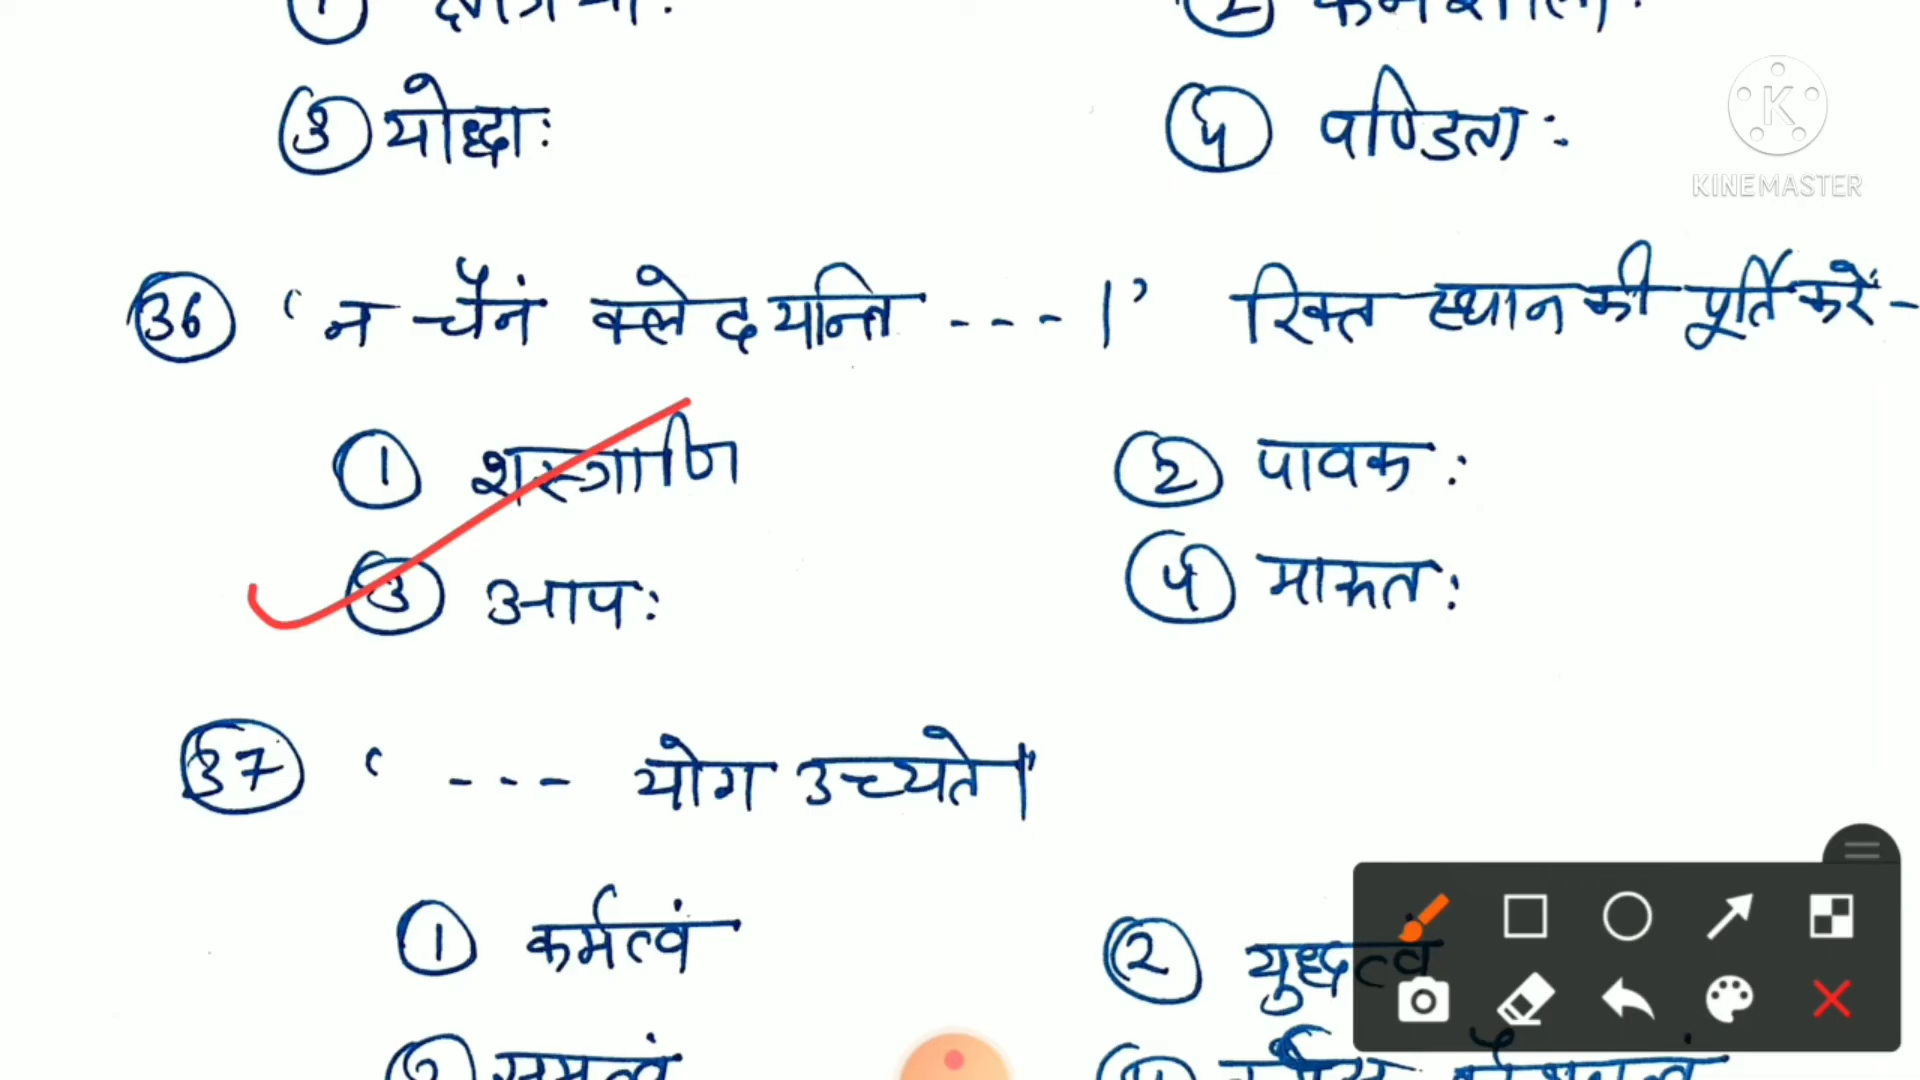 ③ योद्धाः ④ पण्डिताः
KINEMASTER
36 ‘ न चैनं क्लेदयन्ति ---- ।’ रिक्त स्थान की पूर्ति करें -
① शस्त्राणि ② पावकः
③ आपः ④ मारुतः
37 ‘ --- योग उच्यते।’
① कर्मत्वं ② युद्धत्वं
समत्वं